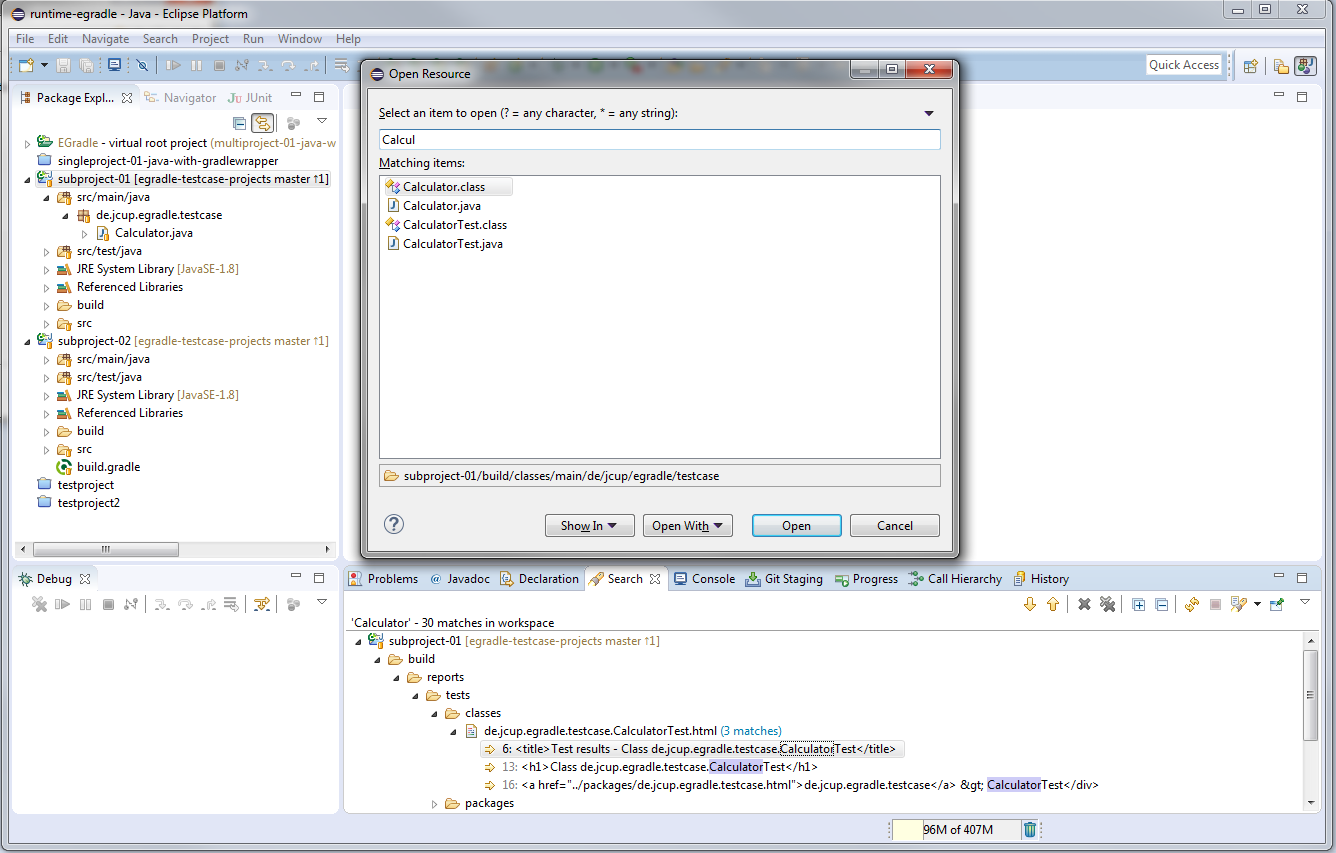 runtime-egradle - Java - Eclipse Platform
File Edit Navigate Search Project Run Window Help
Quick Access
Package Expl...
Navigator
JUnit
EGradle - virtual root project (multiproject-01-java-w
singleproject-01-java-with-gradlewrapper
subproject-01 [egradle-testcase-projects master ↑1]
src/main/java
de.jcup.egradle.testcase
Calculator.java
src/test/java
JRE System Library [JavaSE-1.8]
Referenced Libraries
build
src
subproject-02 [egradle-testcase-projects master ↑1]
src/main/java
src/test/java
JRE System Library [JavaSE-1.8]
Referenced Libraries
build
src
build.gradle
testproject
testproject2
Open Resource
Select an item to open (? = any character, * = any string):
Calcul
Matching items:
Calculator.class
Calculator.java
CalculatorTest.class
CalculatorTest.java
subproject-01/build/classes/main/de/jcup/egradle/testcase
Show In Open With Open Cancel
Debug
Problems Javadoc Declaration Search Console Git Staging Progress Call Hierarchy History
'Calculator' - 30 matches in workspace
subproject-01 [egradle-testcase-projects master ↑1]
build
reports
tests
classes
de.jcup.egradle.testcase.CalculatorTest.html (3 matches)
6: <title>Test results - Class de.jcup.egradle.testcase.CalculatorTest</title>
13: <h1>Class de.jcup.egradle.testcase.CalculatorTest</h1>
16: <a href="../packages/de.jcup.egradle.testcase.html">de.jcup.egradle.testcase</a> &gt; CalculatorTest</div>
packages
96M of 407M